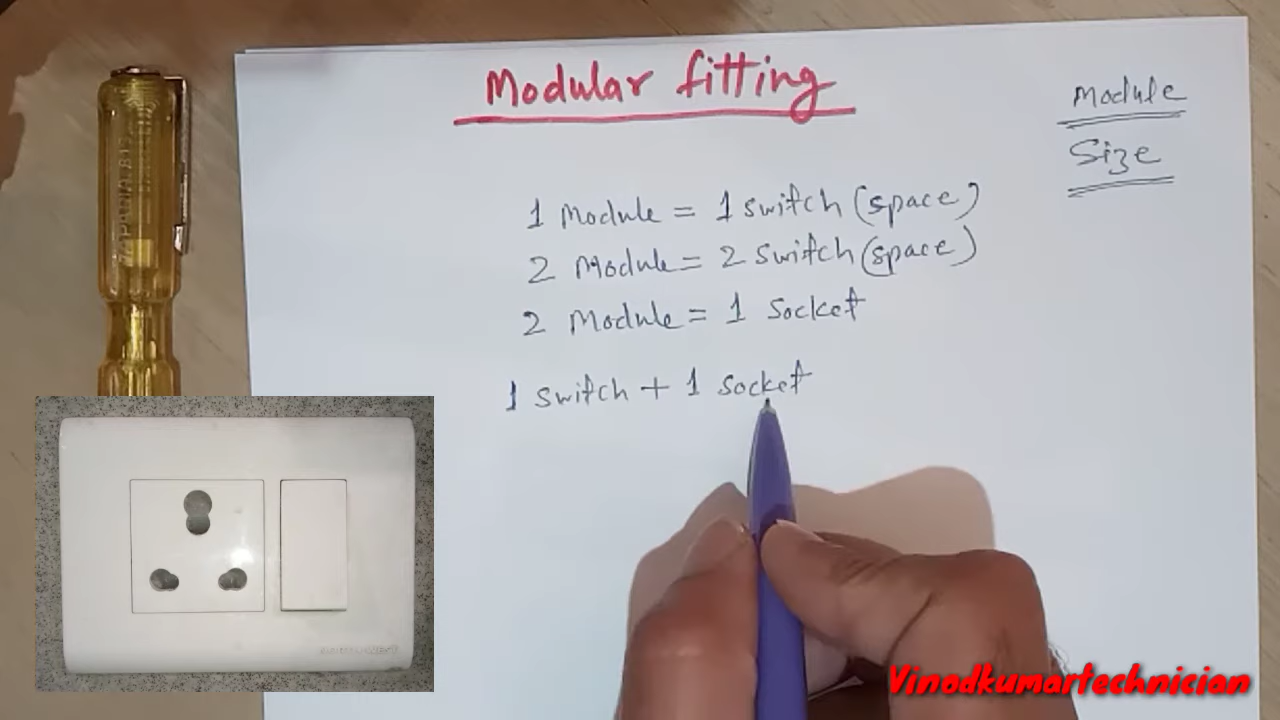 Modular fitting
Module
Size
1 Module = 1 switch (space)
2 Module = 2 switch (space)
2 Module = 1 Socket
1 switch + 1 socket
Vinodkumartechnician